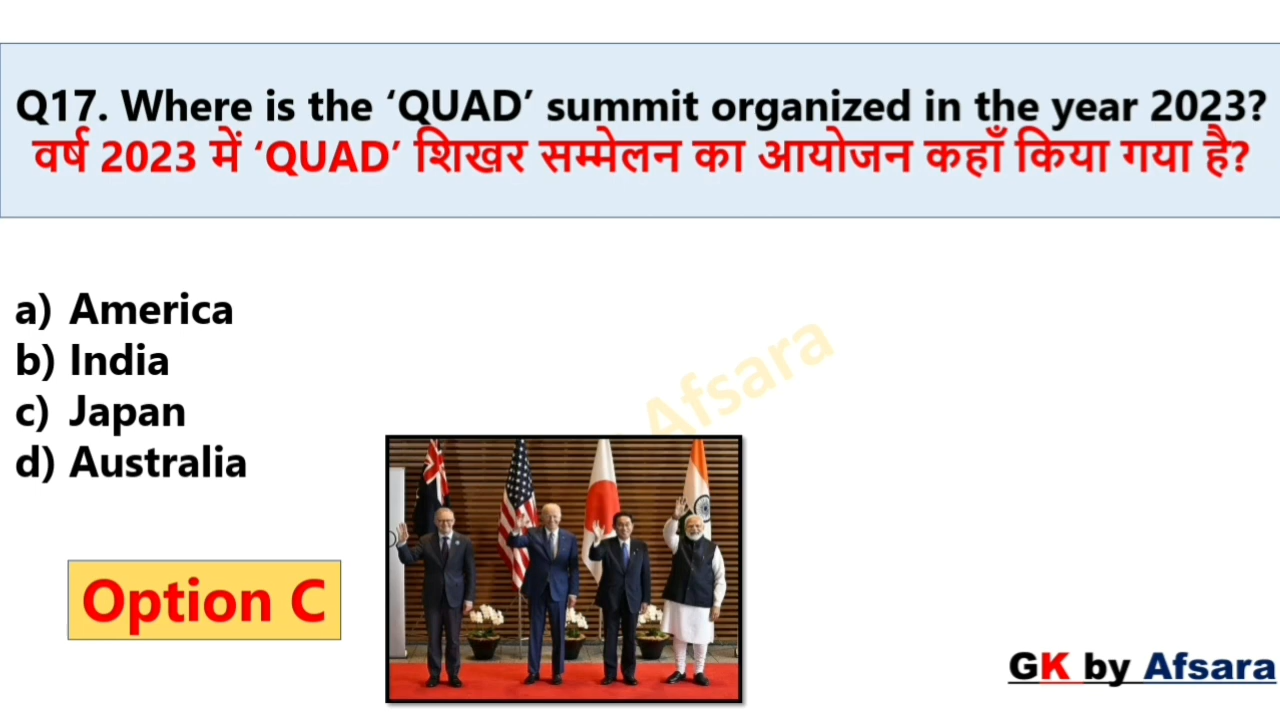 Q17. Where is the ‘QUAD’ summit organized in the year 2023?
वर्ष 2023 में ‘QUAD’ शिखर सम्मेलन का आयोजन कहाँ किया गया है?
a) America
b) India
c) Japan
d) Australia
Afsara
Option C
GK by Afsara